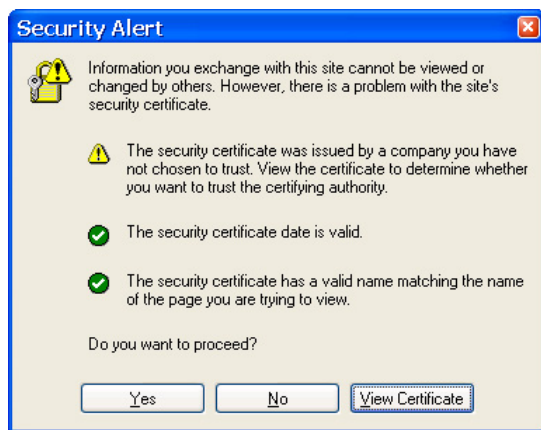 Security Alert
Information you exchange with this site cannot be viewed or
changed by others. However, there is a problem with the site's
security certificate.
The security certificate was issued by a company you have
not chosen to trust. View the certificate to determine whether
you want to trust the certifying authority.
The security certificate date is valid.
The security certificate has a valid name matching the name
of the page you are trying to view.
Do you want to proceed?
Yes No View Certificate